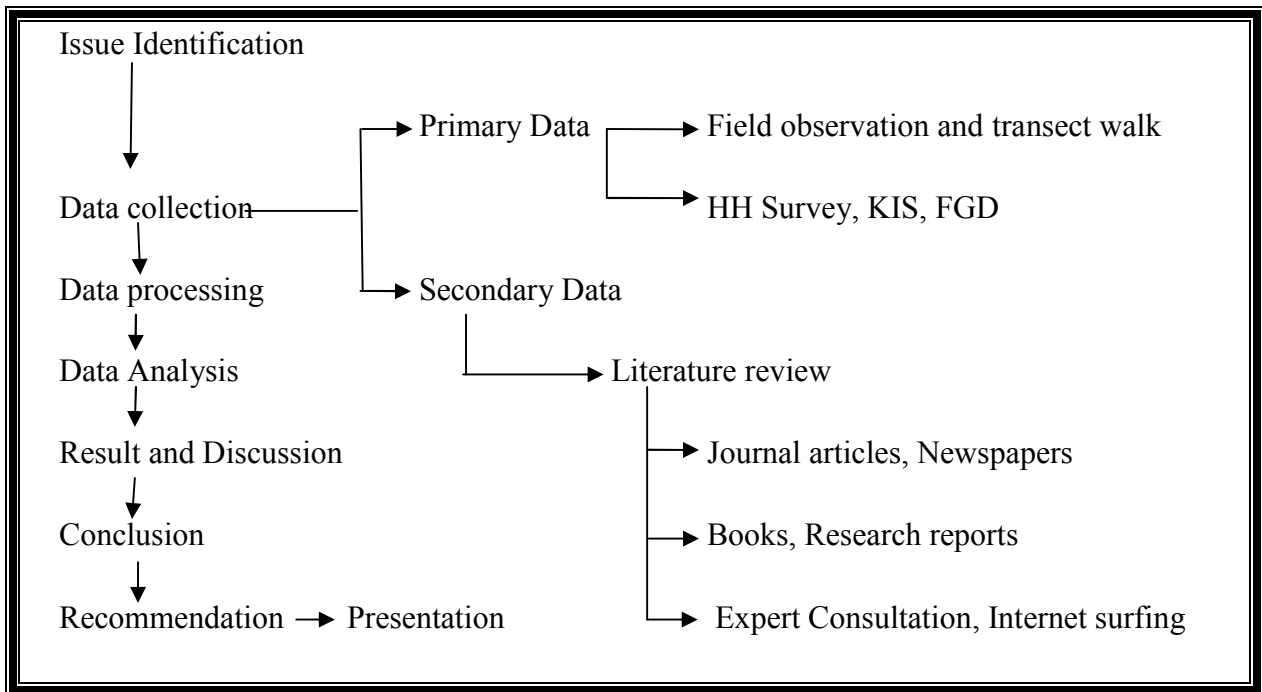 Issue Identification
Primary Data
Field observation and transect walk
Data collection
HH Survey, KIS, FGD
Data processing
Secondary Data
Data Analysis
Literature review
Result and Discussion
Journal articles, Newspapers
Conclusion
Books, Research reports
Recommendation
Presentation
Expert Consultation, Internet surfing